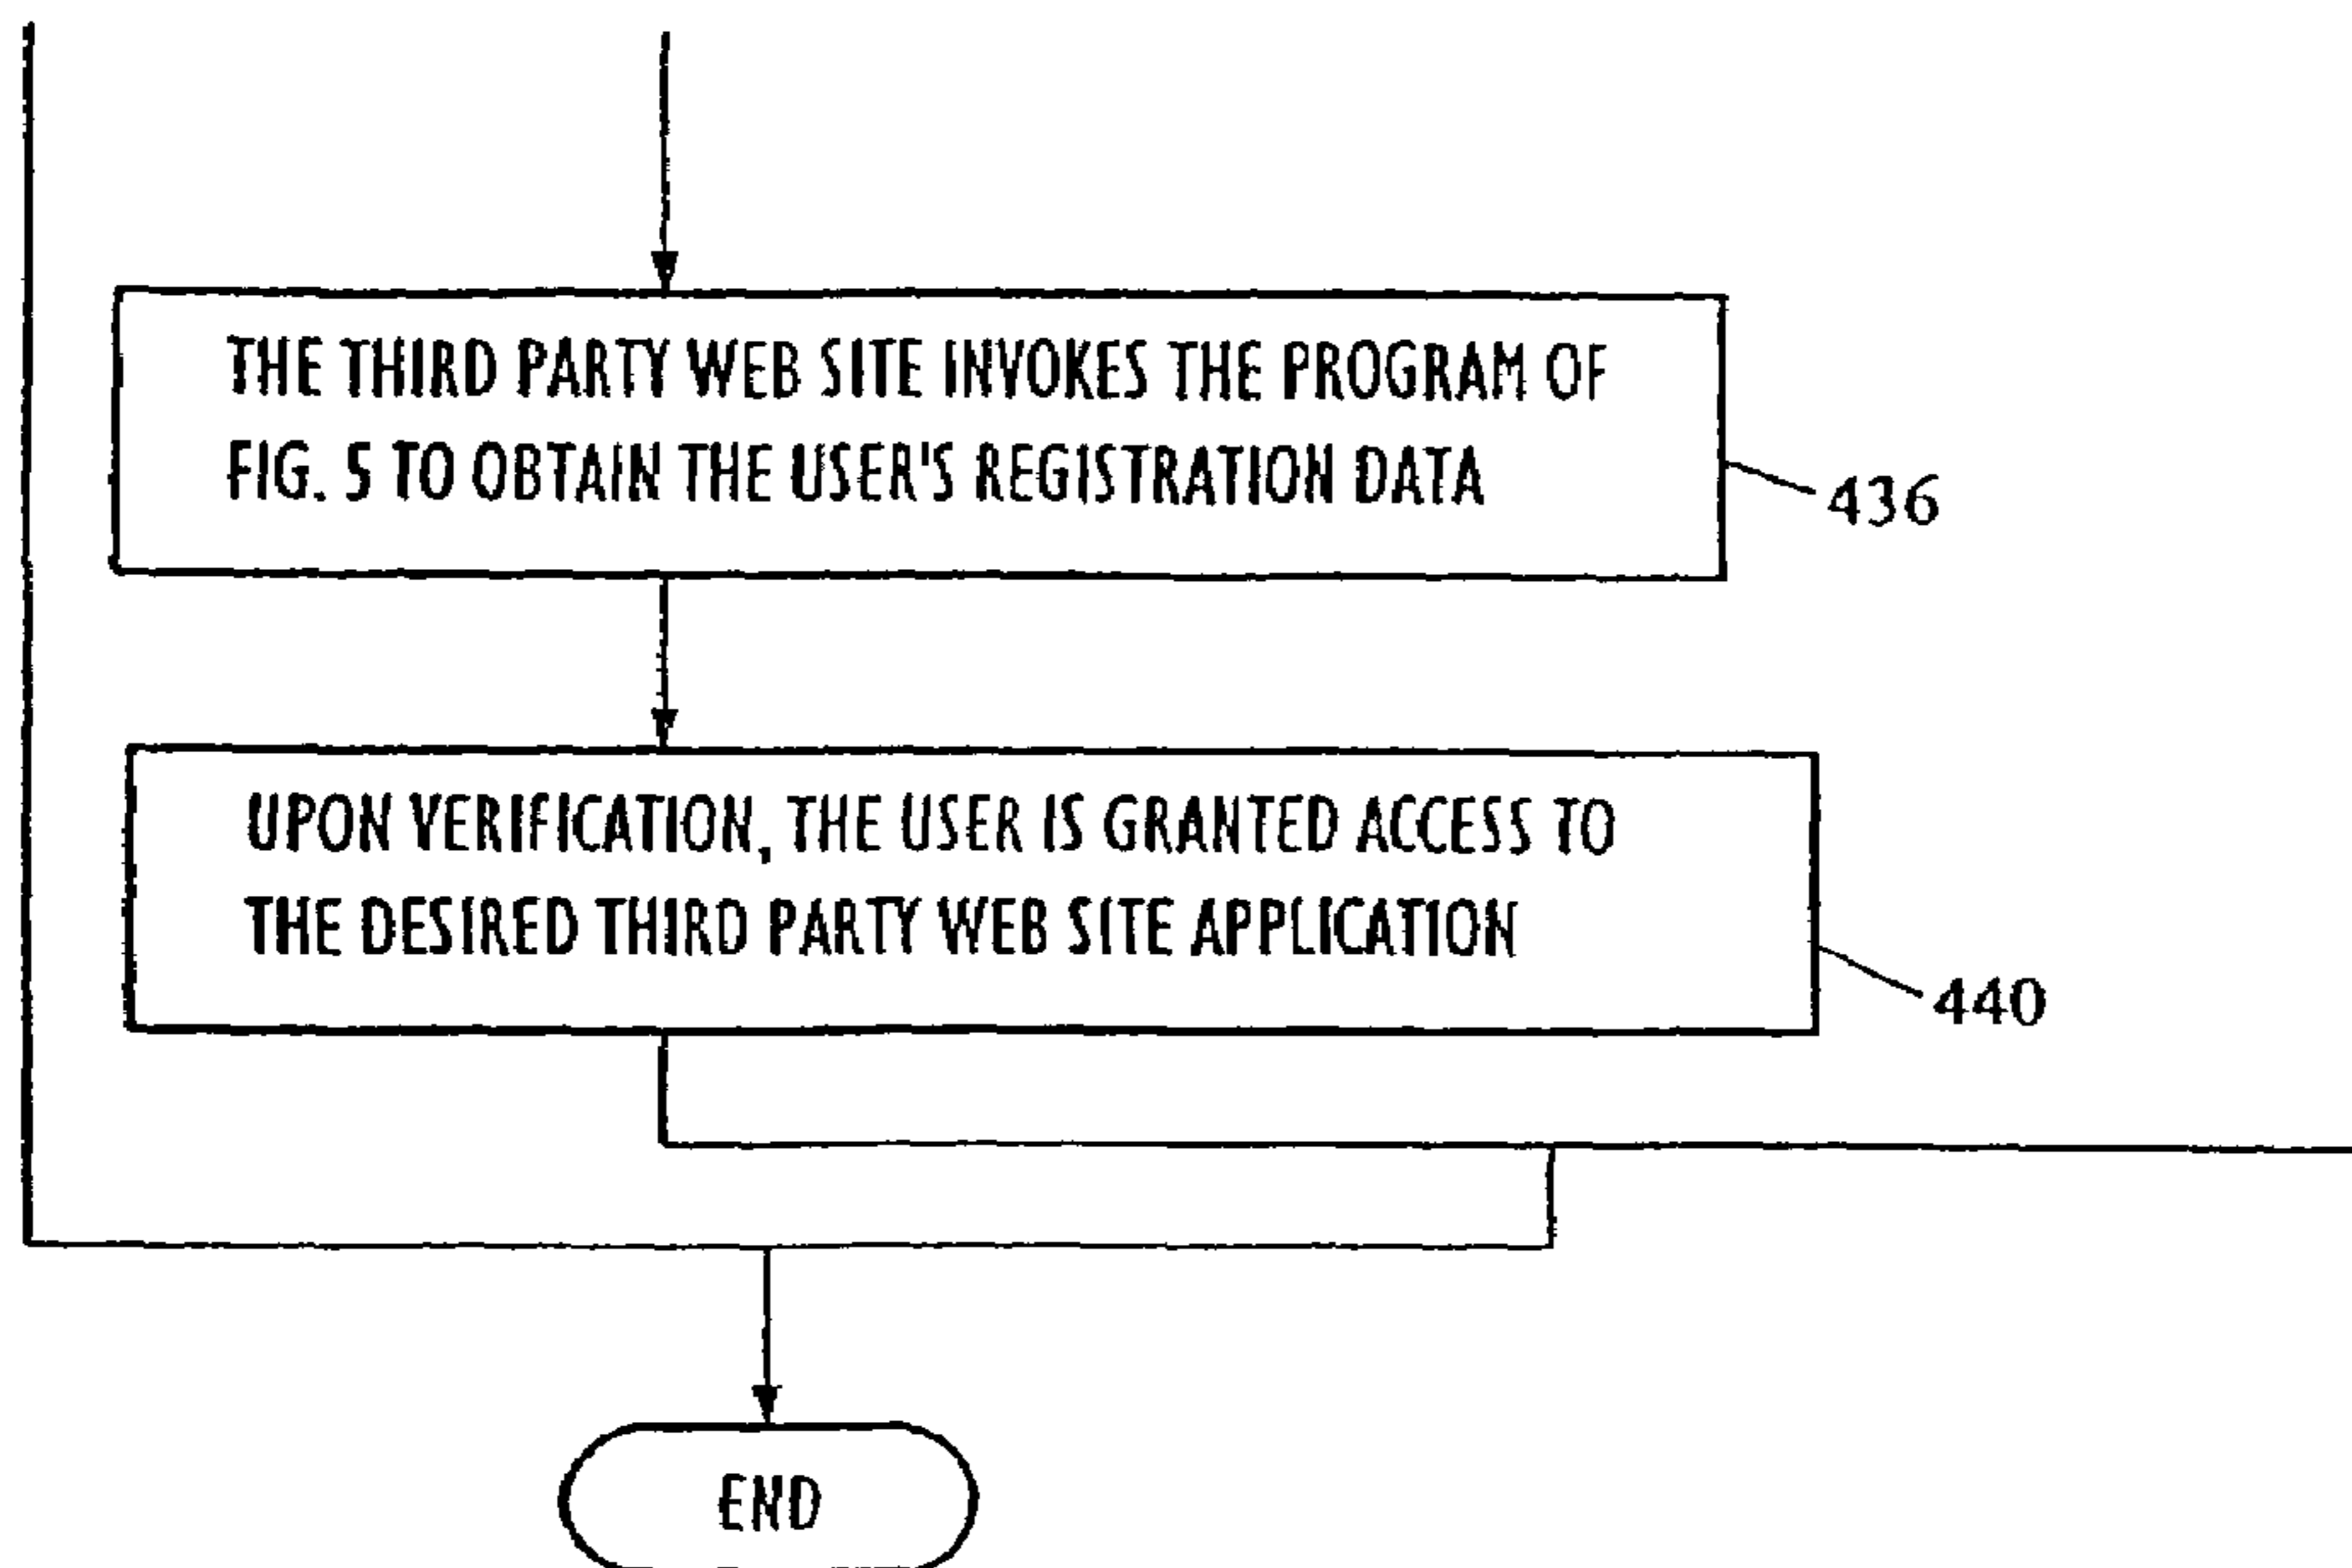 THE THIRD PARTY WEB SITE INVOKES THE PROGRAM OF
FIG. 5 TO OBTAIN THE USER'S REGISTRATION DATA
436
UPON VERIFICATION, THE USER IS GRANTED ACCESS TO
THE DESIRED THIRD PARTY WEB SITE APPLICATION
440
END